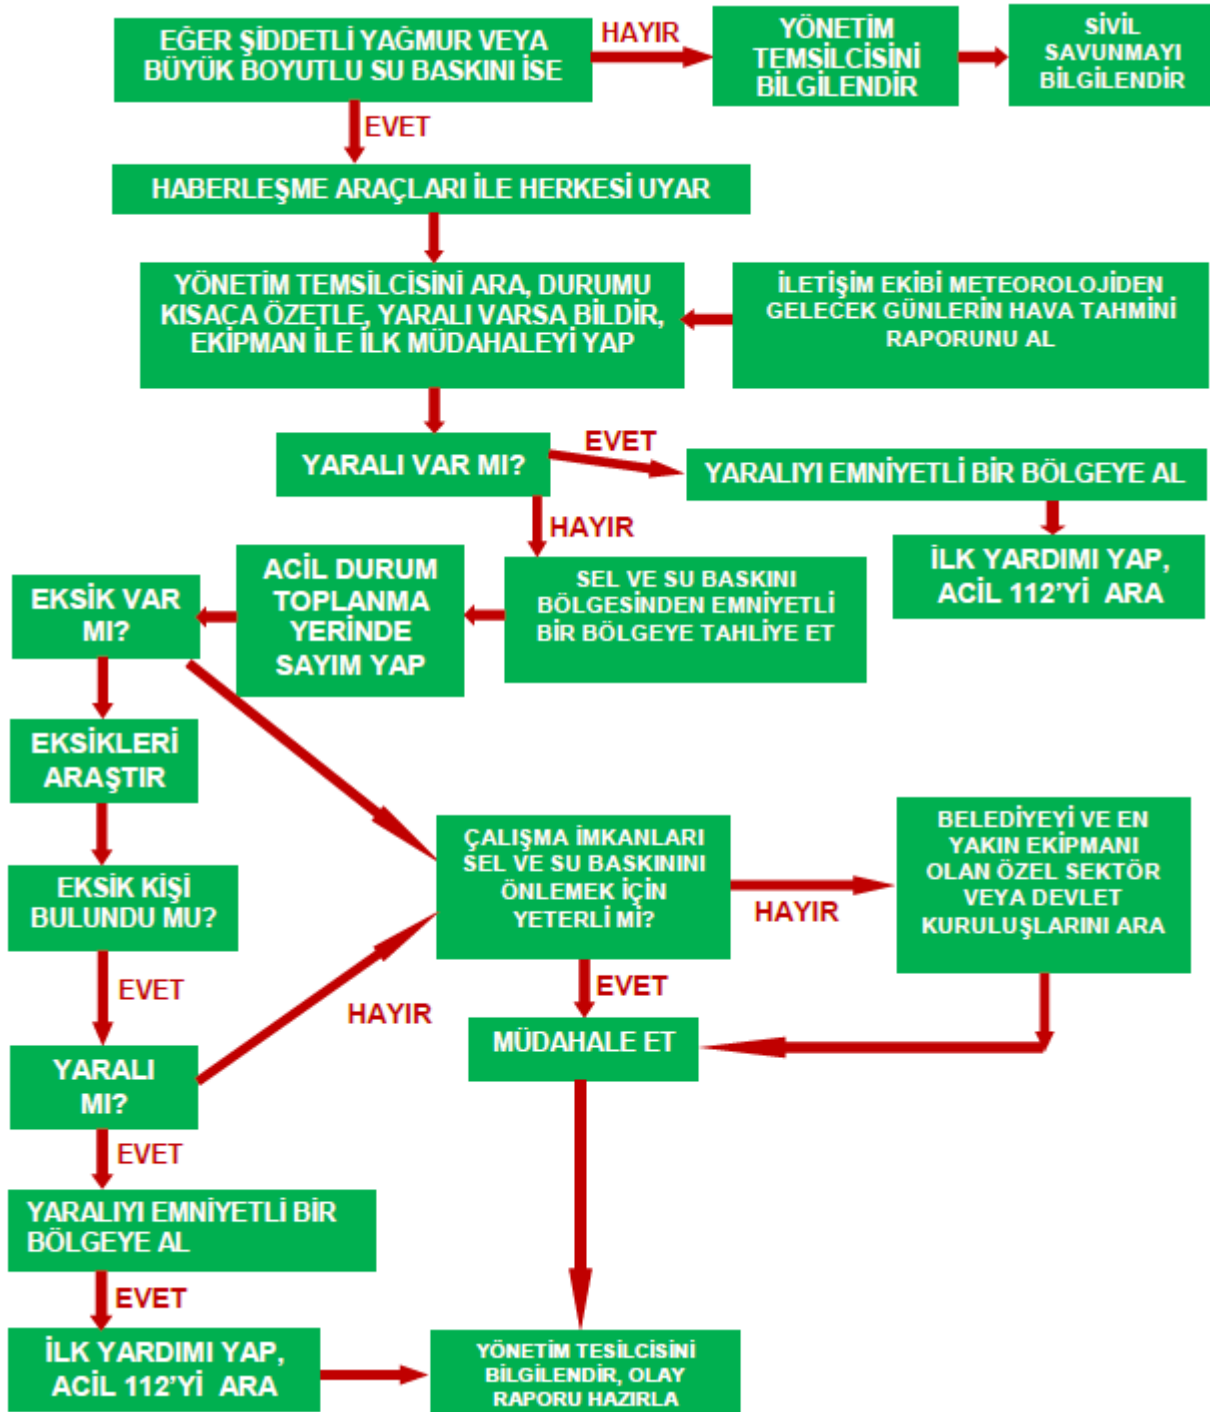 EĞER ŞİDDETLİ YAĞMUR VEYA
BÜYÜK BOYUTLU SU BASKINI İSE
HAYIR
YÖNETİM
TEMSİLCİSİNİ
BİLGİLENDİR
SİVİL
SAVUNMAYI
BİLGİLENDİR
EVET
HABERLEŞME ARAÇLARI İLE HERKESİ UYAR
YÖNETİM TEMSİLCİSİNİ ARA, DURUMU
KISACA ÖZETLE, YARALI VARSA BİLDİR,
EKİPMAN İLE İLK MÜDAHALEYİ YAP
İLETİŞİM EKİBİ METEOROLOJİDEN
GELECEK GÜNLERİN HAVA TAHMİNİ
RAPORUNU AL
YARALI VAR MI?
EVET
YARALIYI EMNİYETLİ BİR BÖLGEYE AL
HAYIR
İLK YARDIMI YAP,
ACİL 112'Yİ  ARA
SEL VE SU BASKINI
BÖLGESİNDEN EMNİYETLİ
BİR BÖLGEYE TAHLİYE ET
ACİL DURUM
TOPLANMA
YERİNDE
SAYIM YAP
EKSİK VAR
MI?
EKSİKLERİ
ARAŞTIR
EKSİK KİŞİ
BULUNDU MU?
ÇALIŞMA İMKANLARI
SEL VE SU BASKININI
ÖNLEMEK İÇİN
YETERLİ Mİ?
HAYIR
BELEDİYEYİ VE EN
YAKIN EKİPMANI
OLAN ÖZEL SEKTÖR
VEYA DEVLET
KURULUŞLARINI ARA
EVET
HAYIR
EVET
MÜDAHALE ET
YARALI
MI?
EVET
YARALIYI EMNİYETLİ BİR
BÖLGEYE AL
EVET
İLK YARDIMI YAP,
ACİL 112'Yİ  ARA
YÖNETİM TESİLCİSİNİ
BİLGİLENDİR, OLAY
RAPORU HAZIRLA